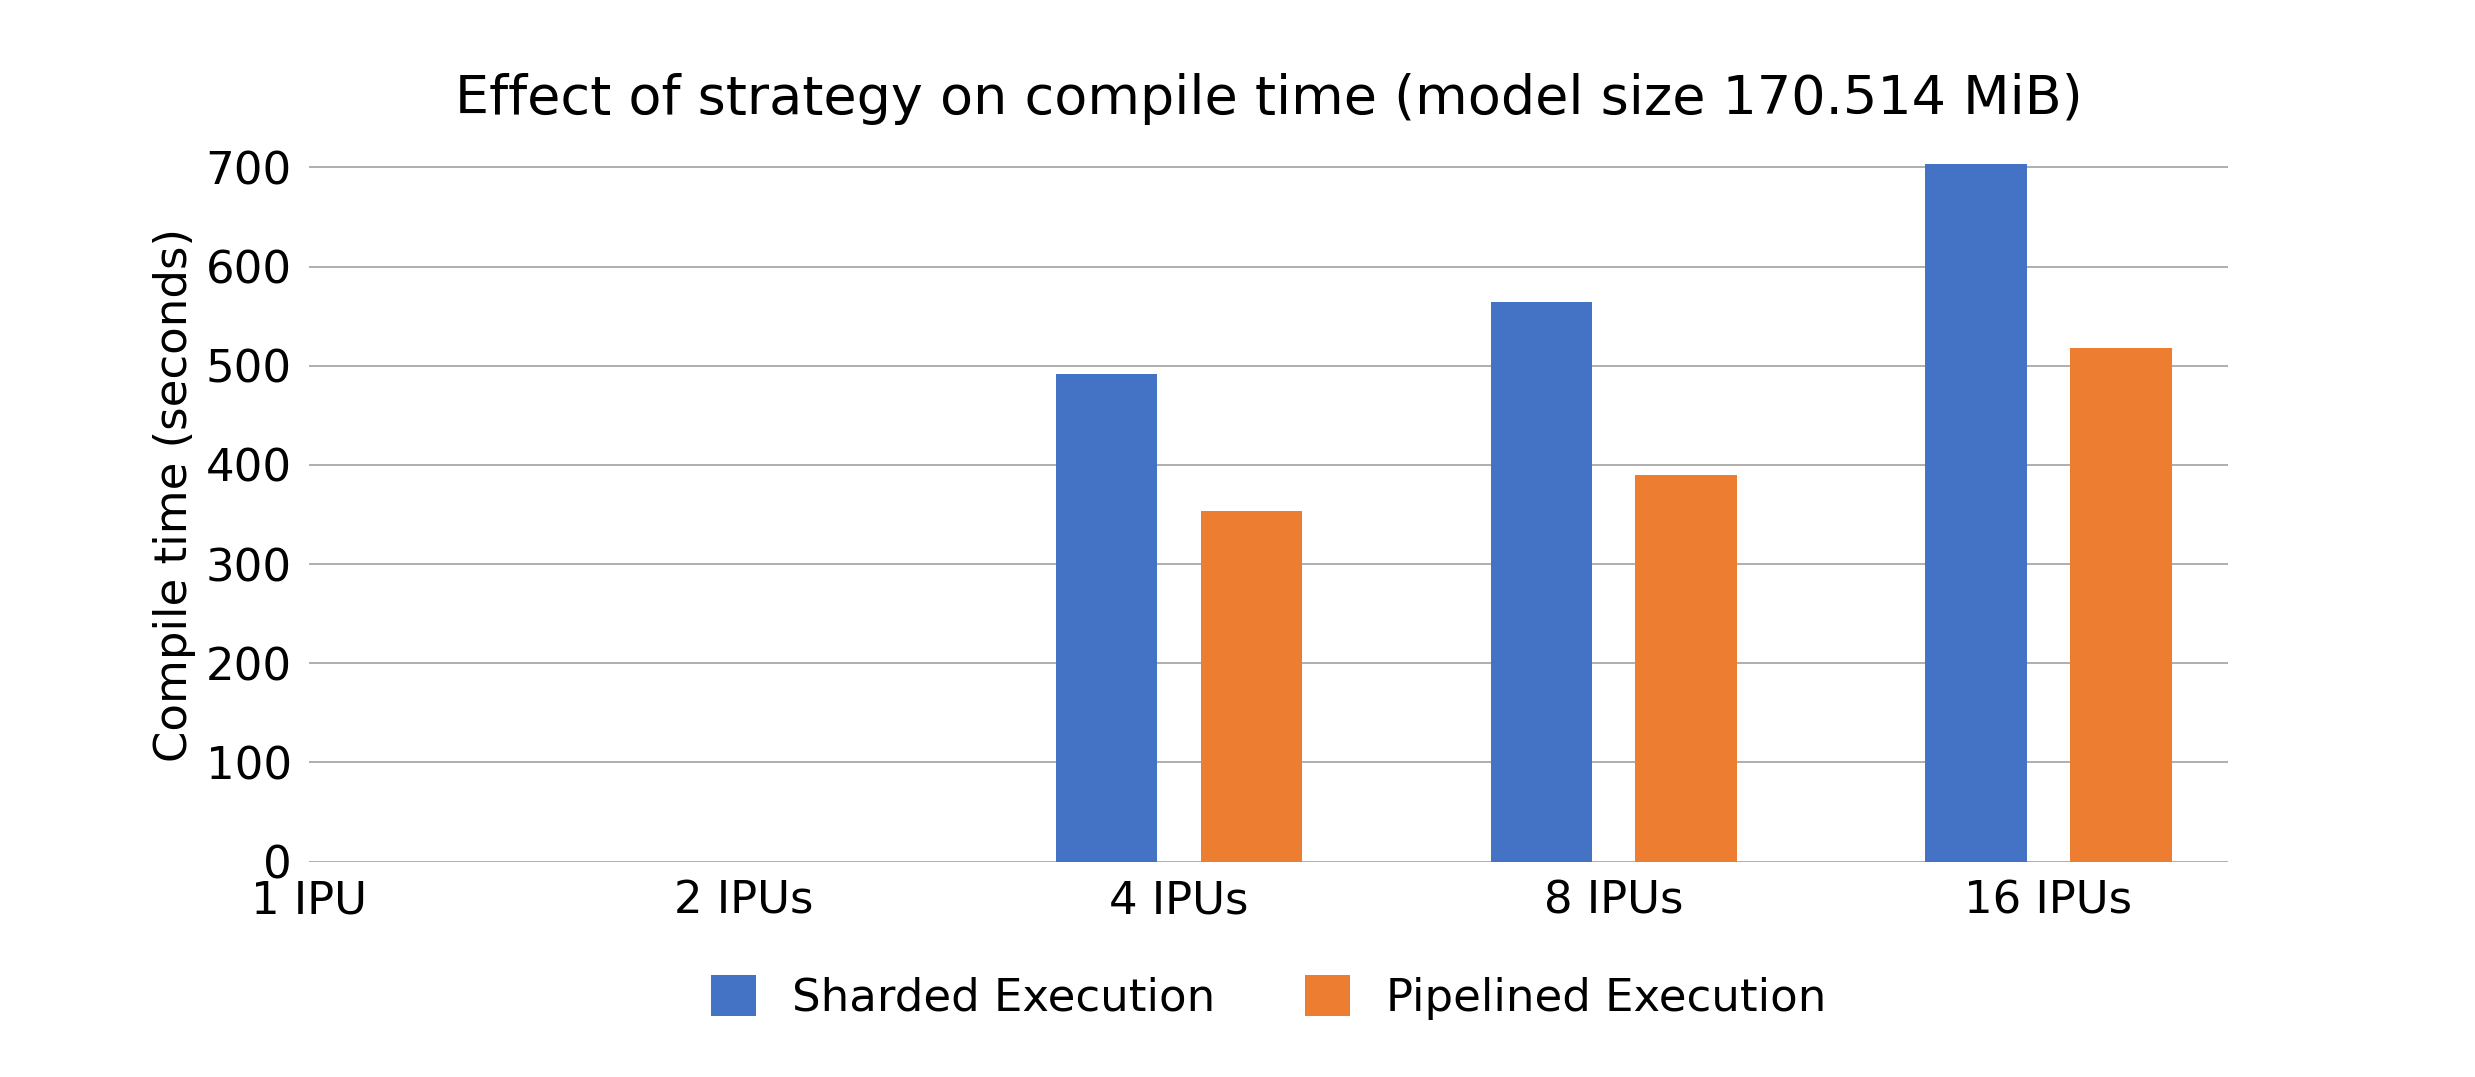 Effect of strategy on compile time (model size 170.514 MiB)
Compile time (seconds)
700
600
500
400
300
200
100
0
1 IPU
2 IPUs
4 IPUs
8 IPUs
16 IPUs
Sharded Execution
Pipelined Execution